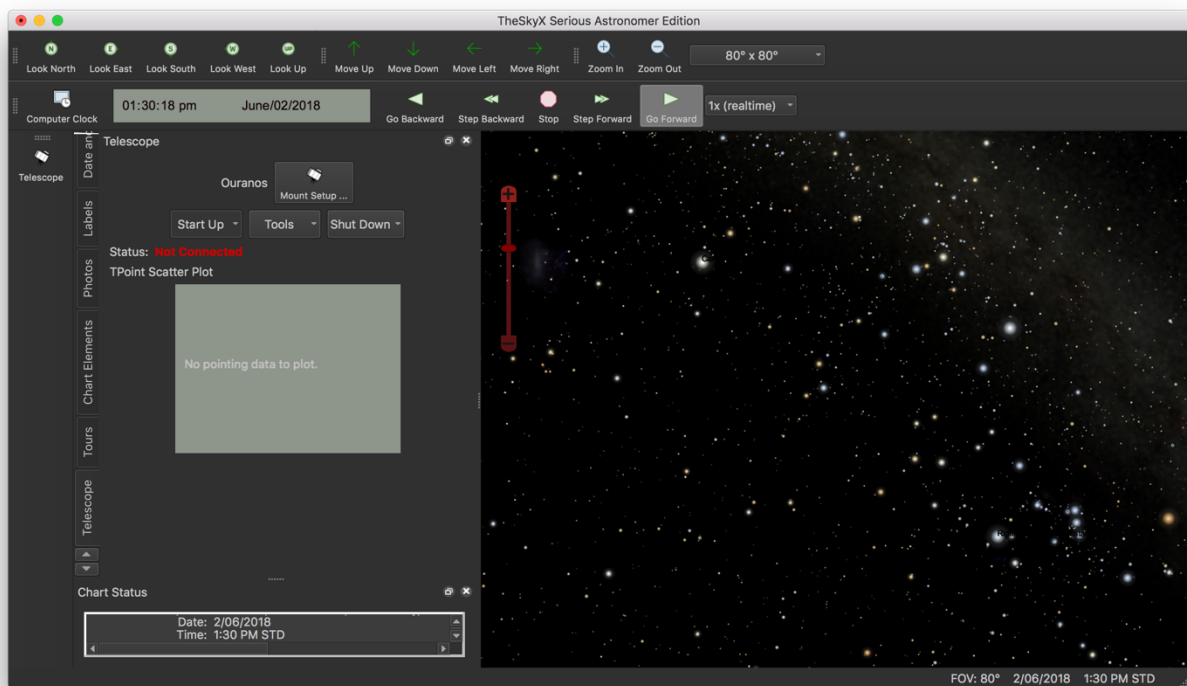 TheSkyX Serious Astronomer Edition
N E S W UP
Look North Look East Look South Look West Look Up Move Up Move Down Move Left Move Right Zoom In Zoom Out 80° x 80°
Computer Clock 01:30:18 pm June/02/2018 Go Backward Step Backward Stop Step Forward Go Forward 1x (realtime)
Telescope
Date and
Labels
Photos
Chart Elements
Tours
Telescope
Telescope
Ouranos Mount Setup ...
Start Up Tools Shut Down
Status: Not Connected
TPoint Scatter Plot
No pointing data to plot.
Chart Status
Date: 2/06/2018
Time: 1:30 PM STD
FOV: 80° 2/06/2018 1:30 PM STD